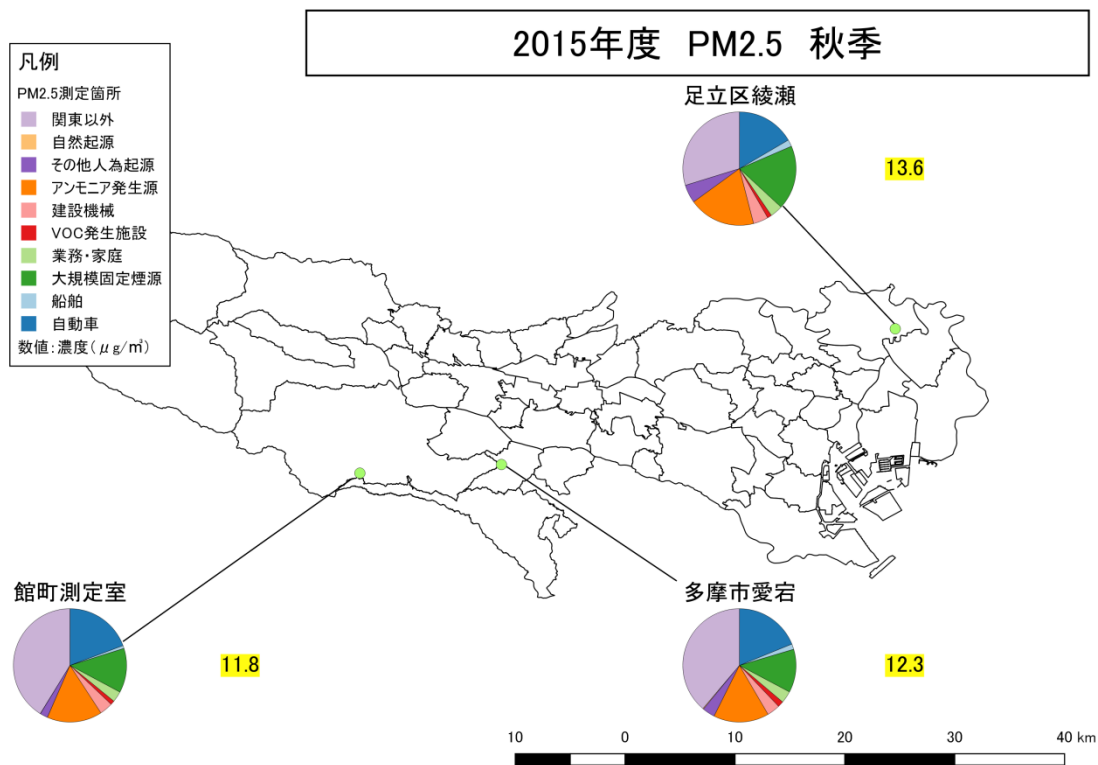 2015年度 PM2.5 秋季
凡例
PM2.5測定箇所
関東以外
自然起源
その他人為起源
アンモニア発生源
建設機械
VOC発生施設
業務・家庭
大規模固定煙源
船舶
自動車
数値:濃度(μg/㎥)
足立区綾瀬
13.6
館町測定室
11.8
多摩市愛宕
12.3
10 0 10 20 30 40 km